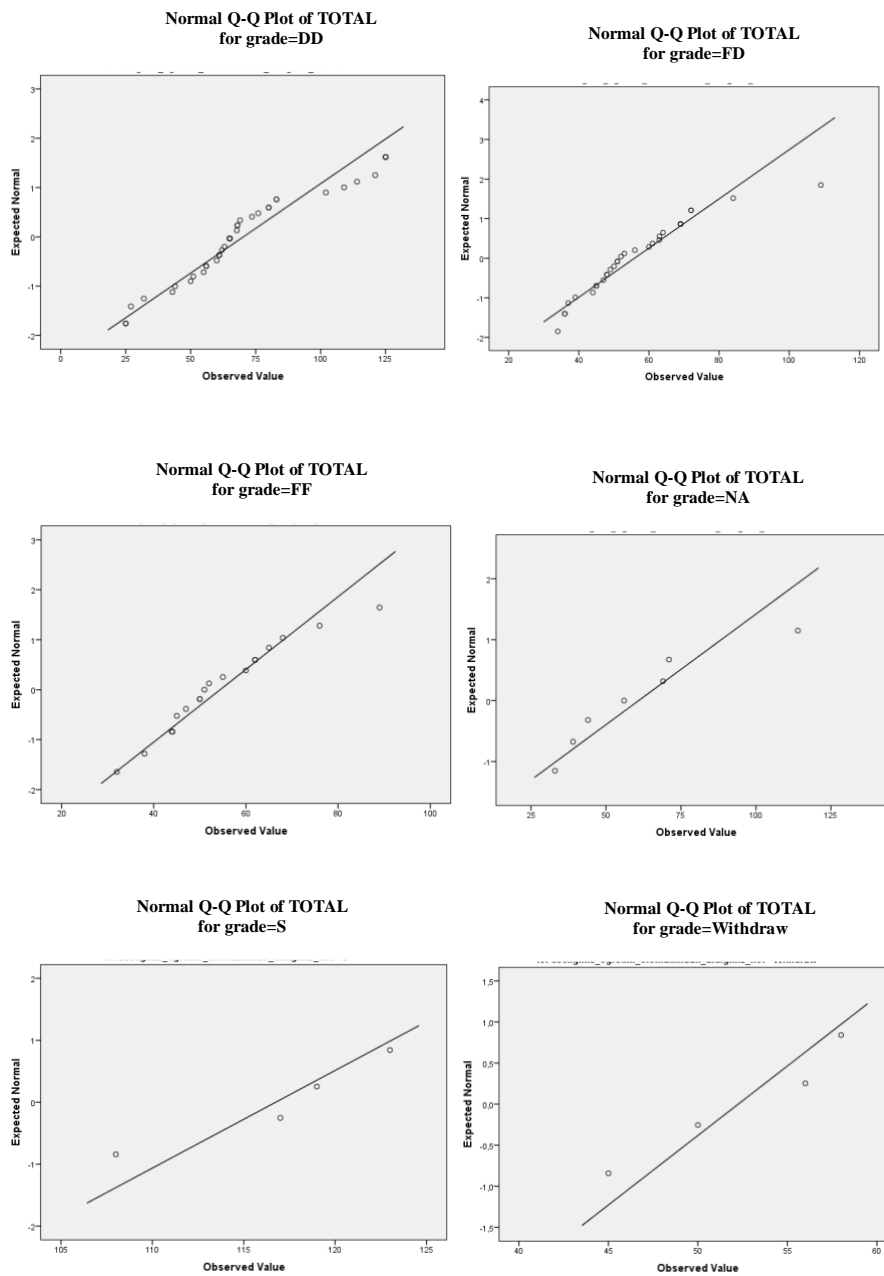 Normal Q-Q Plot of TOTAL
for grade=DD
Expected Normal
3
2
1
0
-1
-2
0 25 50 75 100 125
Observed Value
Normal Q-Q Plot of TOTAL
for grade=FD
Expected Normal
4
3
2
1
0
-1
-2
20 40 60 80 100 120
Observed Value
Normal Q-Q Plot of TOTAL
for grade=FF
Expected Normal
3
2
1
0
-1
-2
20 40 60 80 100
Observed Value
Normal Q-Q Plot of TOTAL
for grade=NA
Expected Normal
2
1
0
-1
25 50 75 100 125
Observed Value
Normal Q-Q Plot of TOTAL
for grade=S
Expected Normal
2
1
0
-1
-2
105 110 115 120 125
Observed Value
Normal Q-Q Plot of TOTAL
for grade=Withdraw
Expected Normal
1,5
1,0
0,5
0,0
-0,5
-1,0
-1,5
40 45 50 55 60
Observed Value